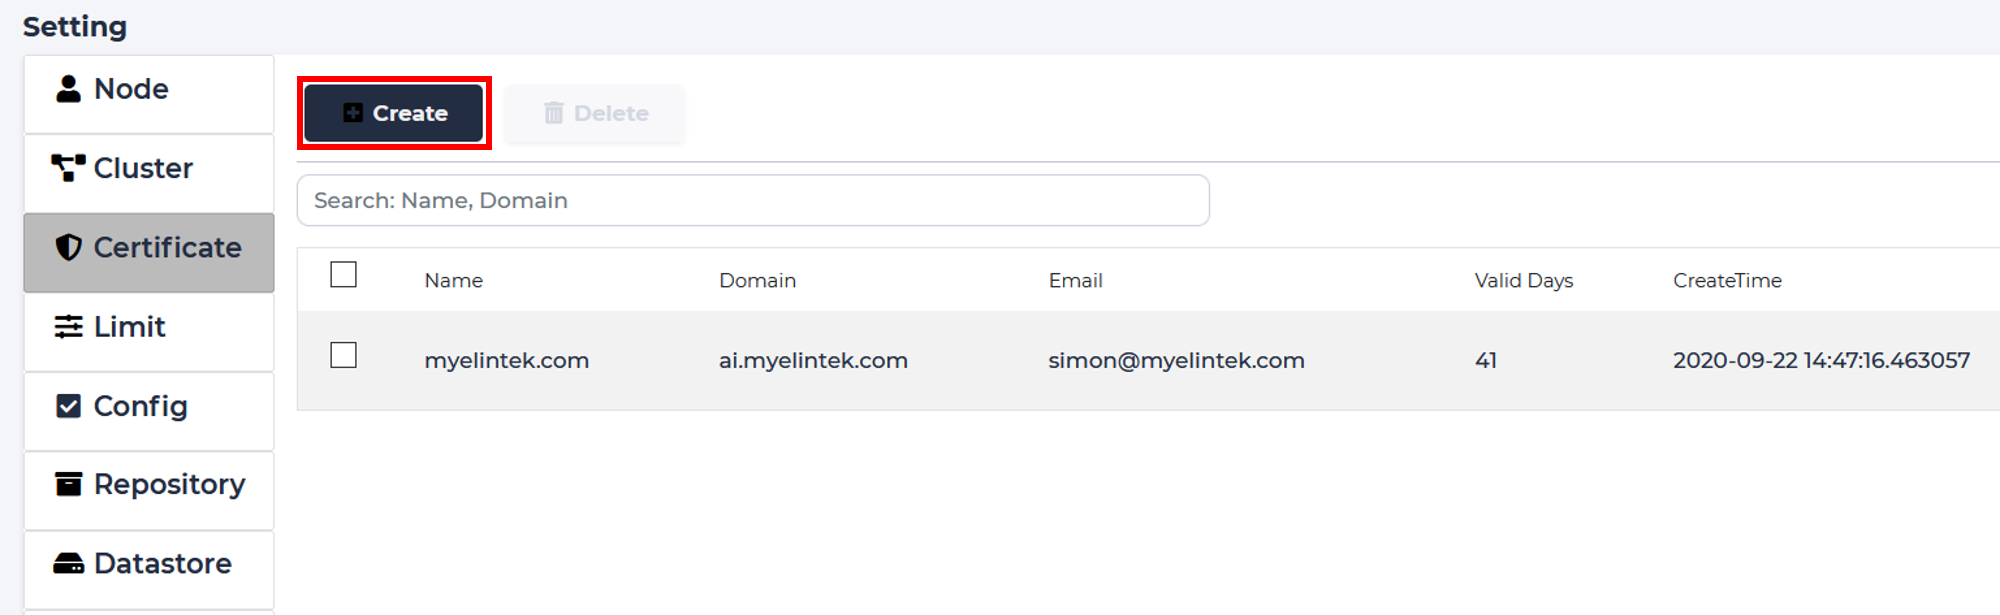 Setting
Node
Cluster
Certificate
Limit
Config
Repository
Datastore
Create Delete
Search: Name, Domain
Name Domain Email Valid Days CreateTime
myelintek.com ai.myelintek.com simon@myelintek.com 41 2020-09-22 14:47:16.463057